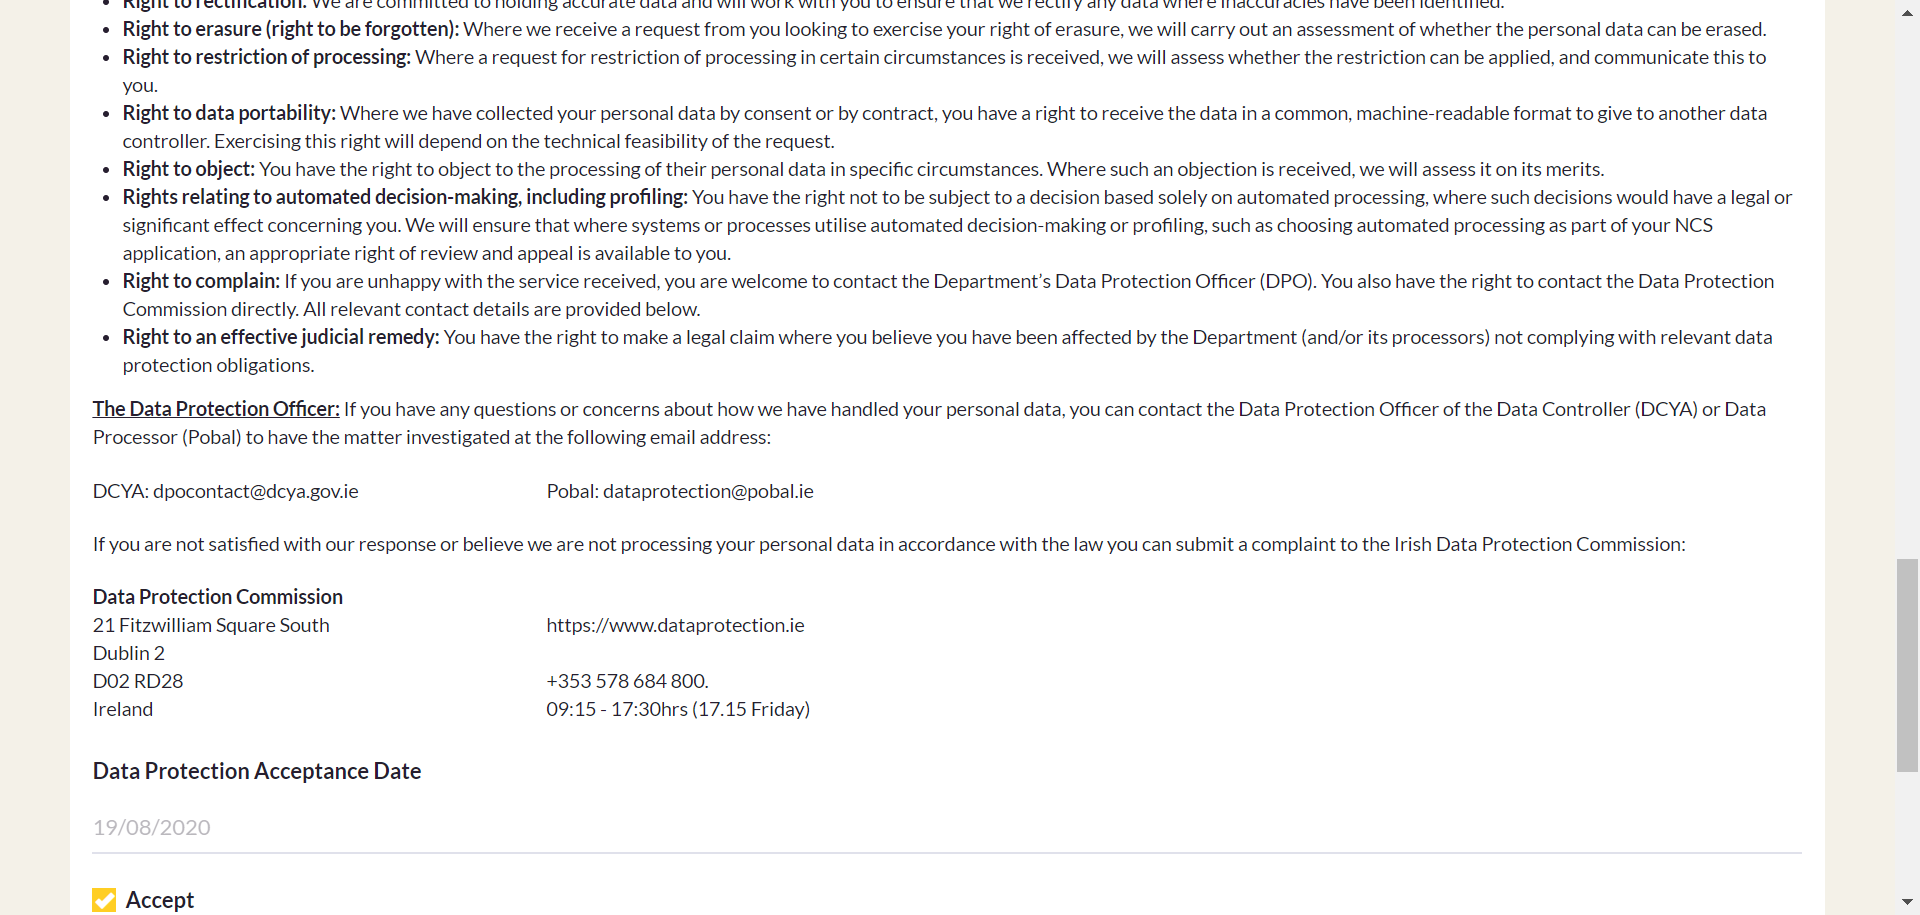 Right to rectification: We are committed to holding accurate data and will work with you to ensure that we rectify any data where inaccuracies have been identified.
Right to erasure (right to be forgotten): Where we receive a request from you looking to exercise your right of erasure, we will carry out an assessment of whether the personal data can be erased.
Right to restriction of processing: Where a request for restriction of processing in certain circumstances is received, we will assess whether the restriction can be applied, and communicate this to
you.
Right to data portability: Where we have collected your personal data by consent or by contract, you have a right to receive the data in a common, machine-readable format to give to another data
controller. Exercising this right will depend on the technical feasibility of the request.
Right to object: You have the right to object to the processing of their personal data in specific circumstances. Where such an objection is received, we will assess it on its merits.
Rights relating to automated decision-making, including profiling: You have the right not to be subject to a decision based solely on automated processing, where such decisions would have a legal or
significant effect concerning you. We will ensure that where systems or processes utilise automated decision-making or profiling, such as choosing automated processing as part of your NCS
application, an appropriate right of review and appeal is available to you.
Right to complain: If you are unhappy with the service received, you are welcome to contact the Department’s Data Protection Officer (DPO). You also have the right to contact the Data Protection
Commission directly. All relevant contact details are provided below.
Right to an effective judicial remedy: You have the right to make a legal claim where you believe you have been affected by the Department (and/or its processors) not complying with relevant data
protection obligations.
The Data Protection Officer: If you have any questions or concerns about how we have handled your personal data, you can contact the Data Protection Officer of the Data Controller (DCYA) or Data
Processor (Pobal) to have the matter investigated at the following email address:
DCYA: dpocontact@dcya.gov.ie Pobal: dataprotection@pobal.ie
If you are not satisfied with our response or believe we are not processing your personal data in accordance with the law you can submit a complaint to the Irish Data Protection Commission:
Data Protection Commission
21 Fitzwilliam Square South https://www.dataprotection.ie
Dublin 2
D02 RD28 +353 578 684 800.
Ireland 09:15 - 17:30hrs (17.15 Friday)
Data Protection Acceptance Date
19/08/2020
Accept